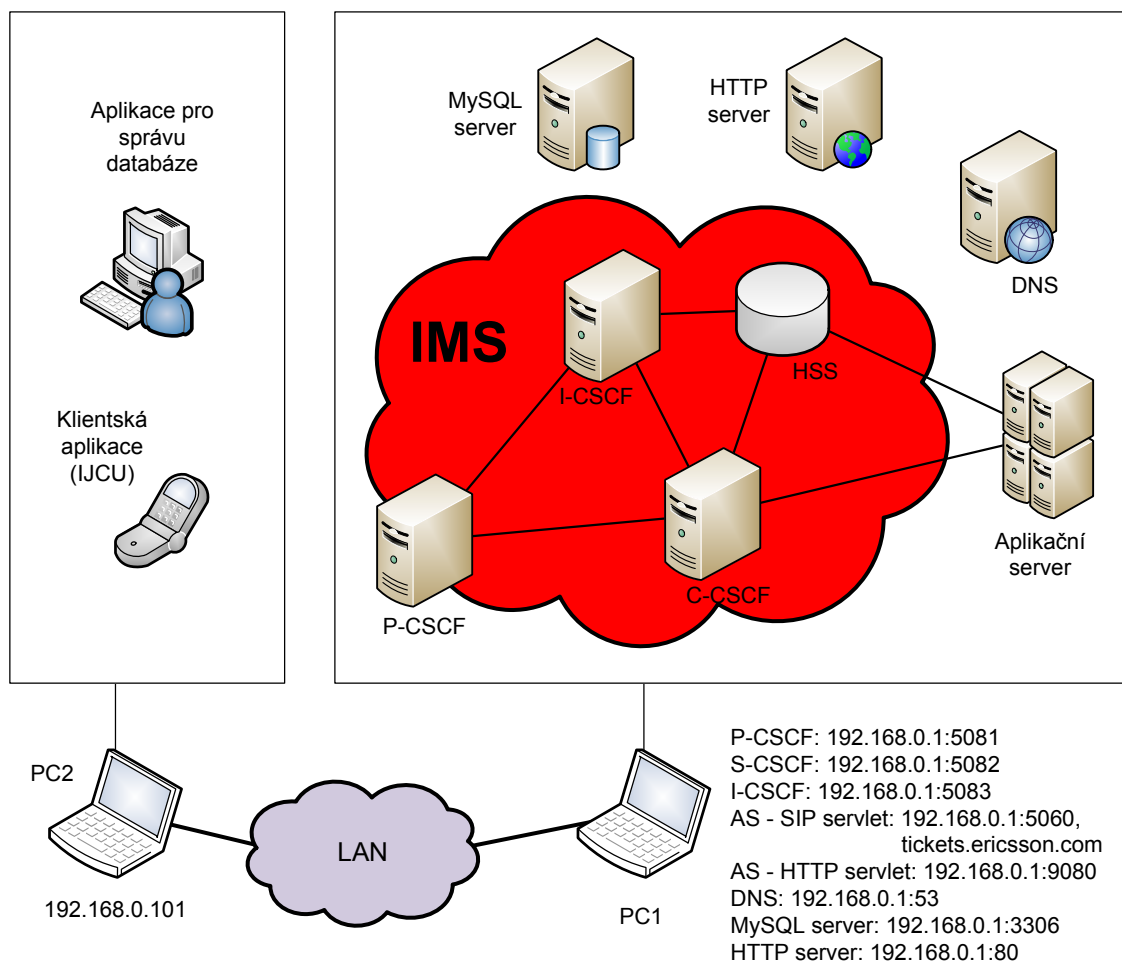 Aplikace pro
správu
databáze
Klientská
aplikace
(IJCU)
MySQL
server
HTTP
server
DNS
IMS
I-CSCF
HSS
P-CSCF
C-CSCF
Aplikační
server
PC2
192.168.0.101
LAN
PC1
P-CSCF: 192.168.0.1:5081
S-CSCF: 192.168.0.1:5082
I-CSCF: 192.168.0.1:5083
AS - SIP servlet: 192.168.0.1:5060,
tickets.ericsson.com
AS - HTTP servlet: 192.168.0.1:9080
DNS: 192.168.0.1:53
MySQL server: 192.168.0.1:3306
HTTP server: 192.168.0.1:80